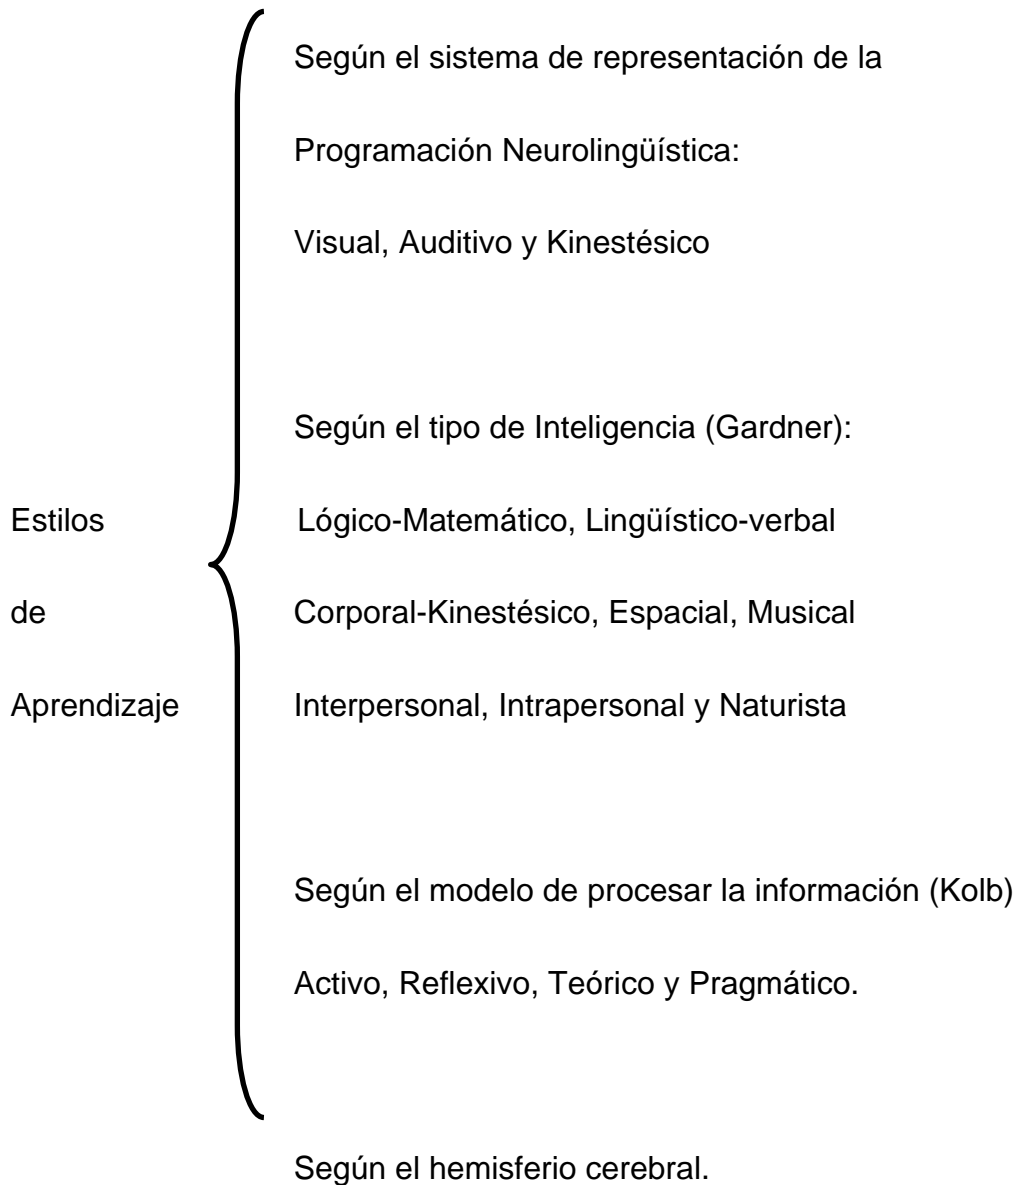 Según el sistema de representación de la
Programación Neurolingüística:
Visual, Auditivo y Kinestésico
Según el tipo de Inteligencia (Gardner):
Estilos Lógico-Matemático, Lingüístico-verbal
de Corporal-Kinestésico, Espacial, Musical
Aprendizaje Interpersonal, Intrapersonal y Naturista
Según el modelo de procesar la información (Kolb)
Activo, Reflexivo, Teórico y Pragmático.
Según el hemisferio cerebral.